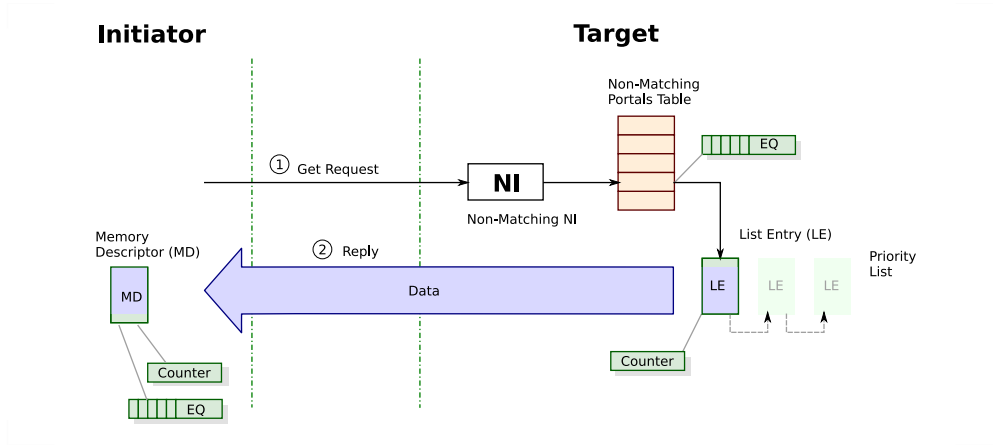 Initiator
Target
Non-Matching
Portals Table
EQ
① Get Request
NI
Non-Matching NI
List Entry (LE)
Memory
Descriptor (MD)
② Reply
Priority
List
MD
Data
LE
LE
LE
Counter
Counter
EQ